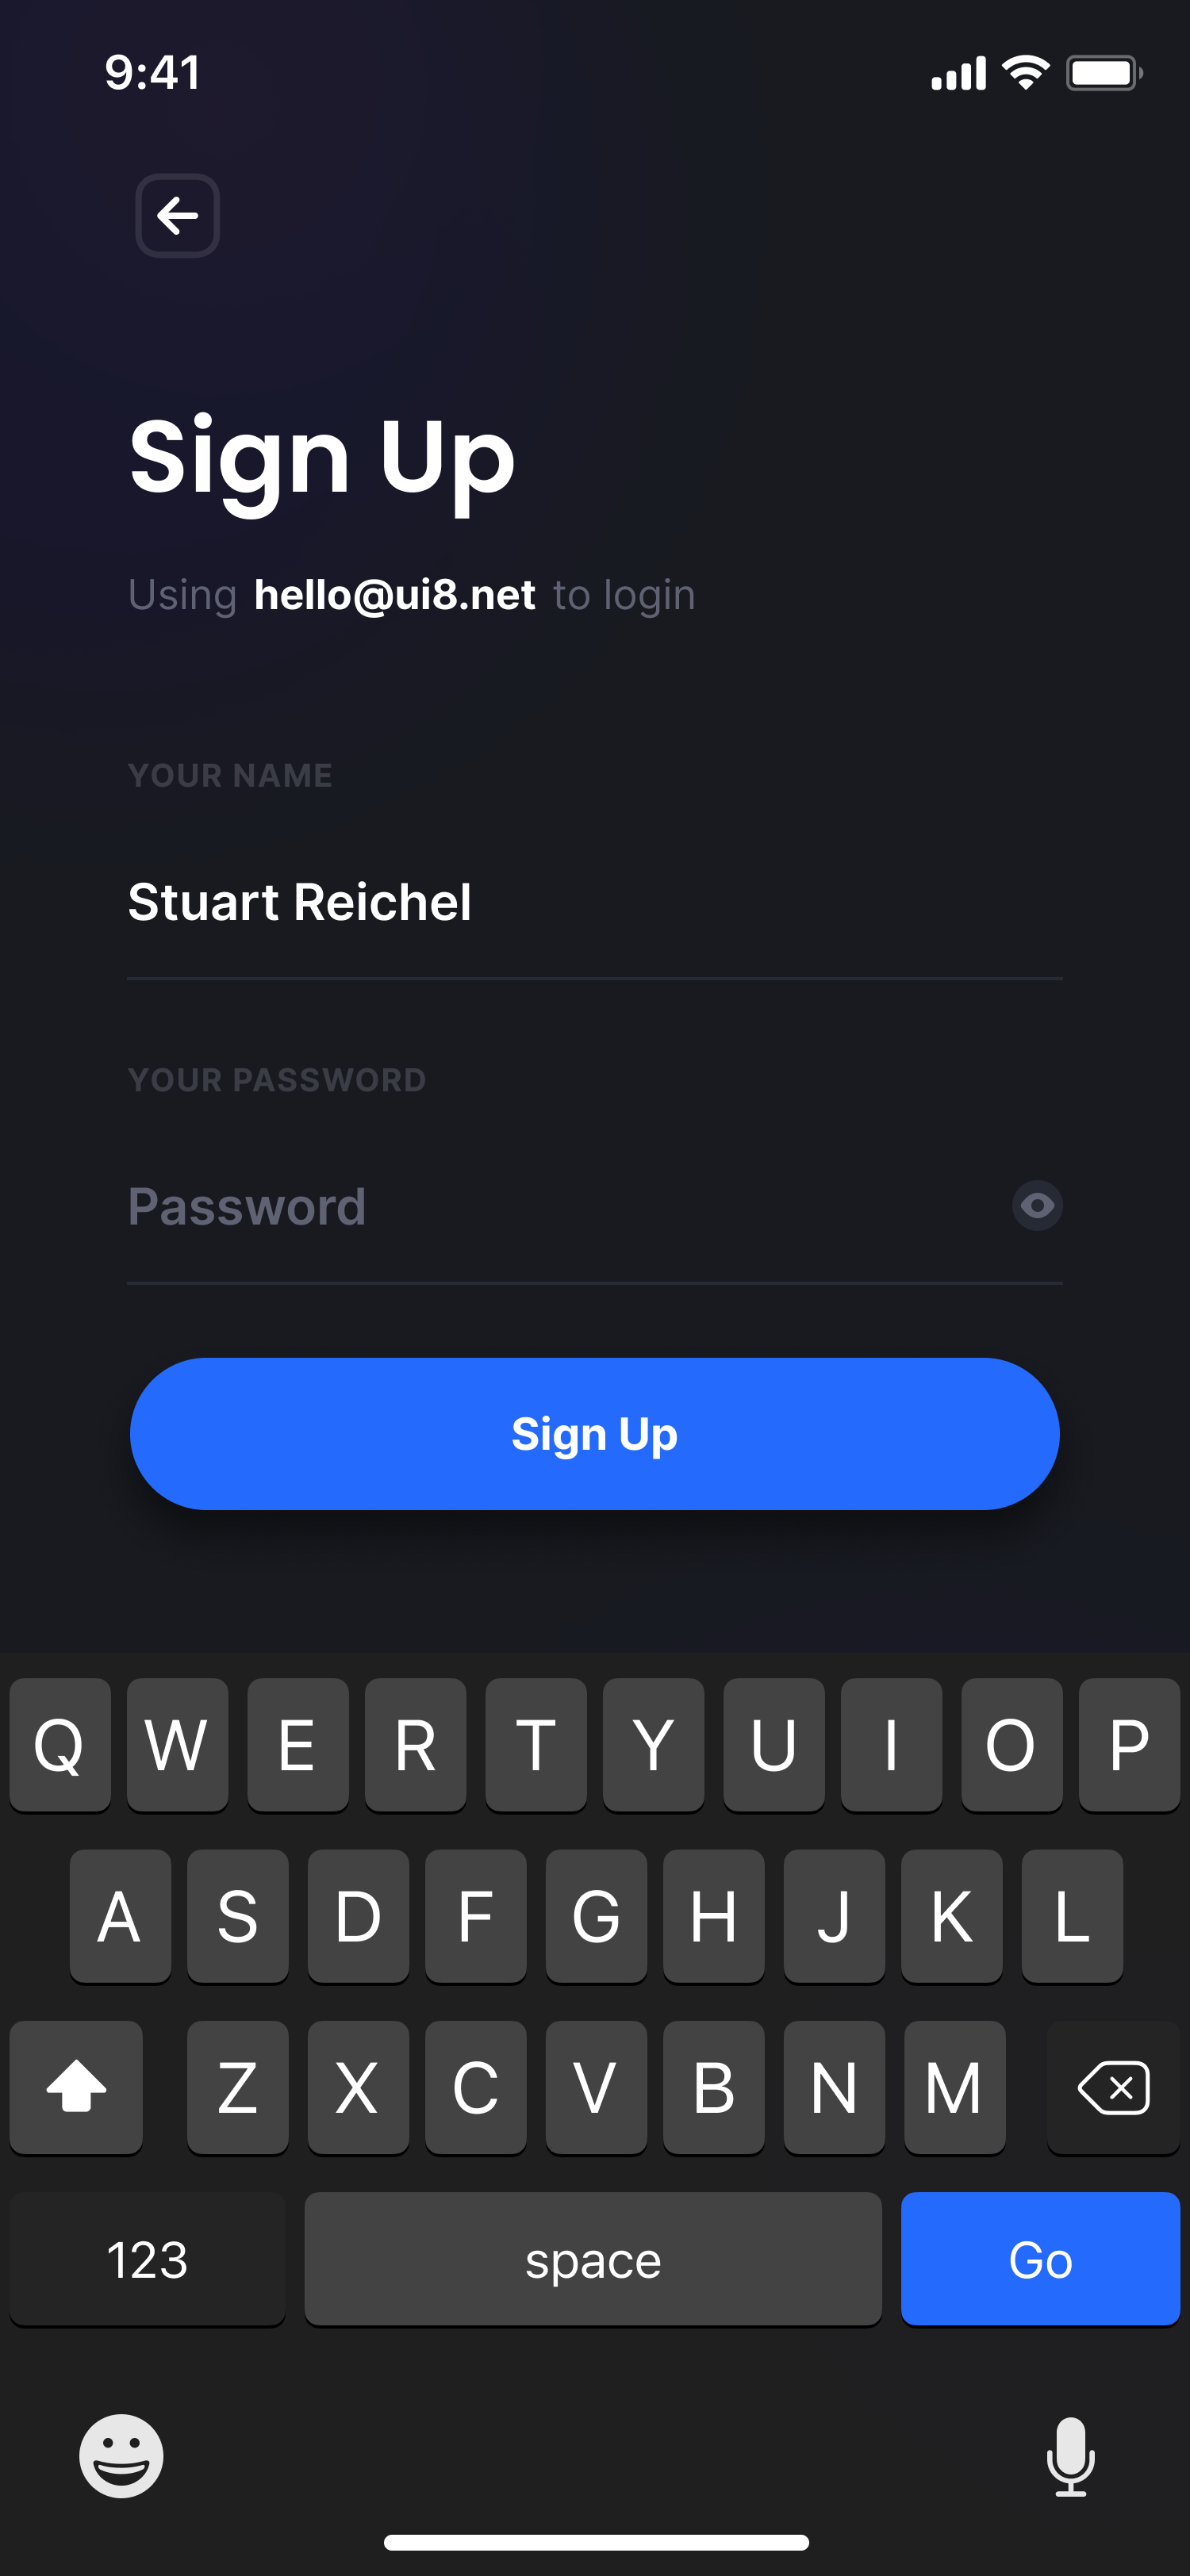 9:41
Sign Up
Using hello@ui8.net to login
YOUR NAME
Stuart Reichel
YOUR PASSWORD
Password
Sign Up
Q W E R T Y U I O P
A S D F G H J K L
Z X C V B N M
123 space Go